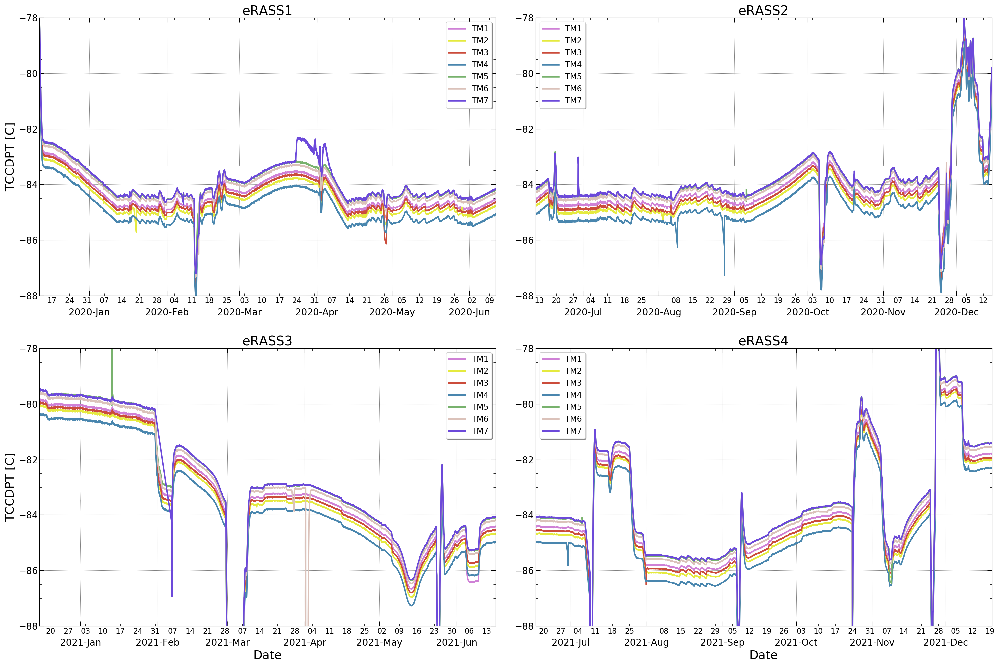 eRASS1
−78
−80
−82
−84
−86
−88
TCCDPT [C]
TM1
TM2
TM3
TM4
TM5
TM6
TM7
17 24 31 07 14 21 28 04 11 18 25 03 10 17 24 31 07 14 21 28 05 12 19 26 02 09
2020-Jan 2020-Feb 2020-Mar 2020-Apr 2020-May 2020-Jun
eRASS2
−78
−80
−82
−84
−86
−88
TM1
TM2
TM3
TM4
TM5
TM6
TM7
13 20 27 04 11 18 25 08 15 22 29 05 12 19 26 03 10 17 24 31 07 14 21 28 05 12
2020-Jul 2020-Aug 2020-Sep 2020-Oct 2020-Nov 2020-Dec
eRASS3
−78
−80
−82
−84
−86
−88
TCCDPT [C]
TM1
TM2
TM3
TM4
TM5
TM6
TM7
20 27 03 10 17 24 31 07 14 21 28 07 14 21 28 04 11 18 25 02 09 16 23 06 13
2021-Jan 2021-Feb 2021-Mar 2021-Apr 2021-May 2021-Jun
Date
eRASS4
−78
−80
−82
−84
−86
−88
TM1
TM2
TM3
TM4
TM5
TM6
TM7
20 27 04 11 18 25 08 15 22 29 05 12 19 26 03 10 17 24 31 07 14 21 28 05 12 19
2021-Jul 2021-Aug 2021-Sep 2021-Oct 2021-Nov 2021-Dec
Date